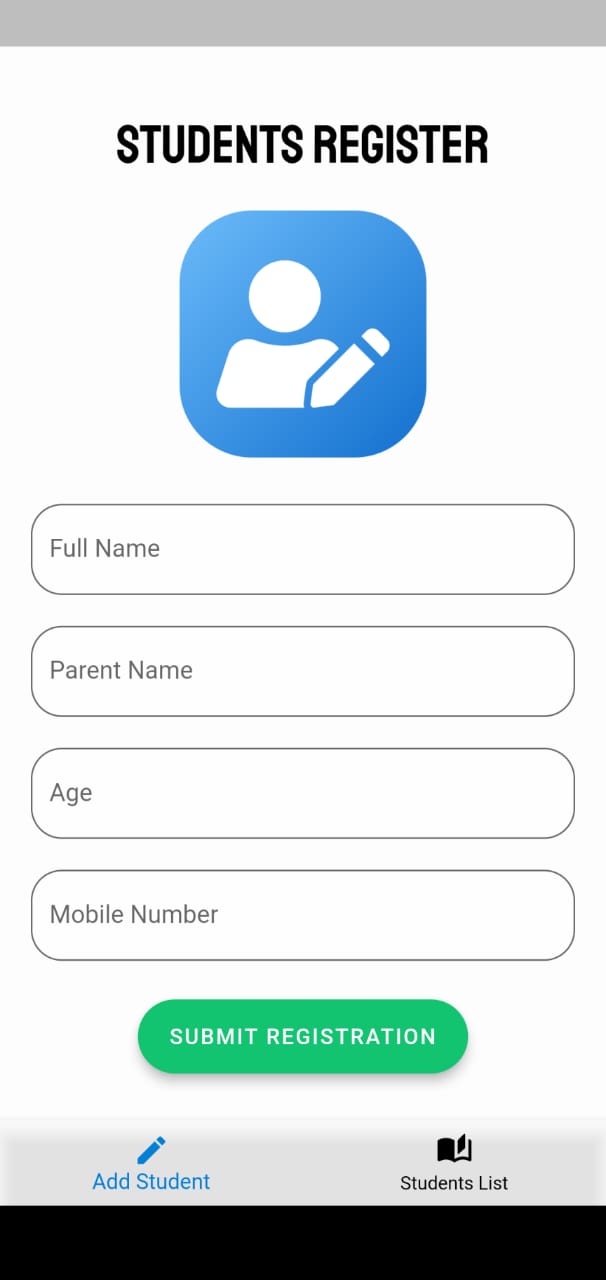 STUDENTS REGISTER
Full Name
Parent Name
Age
Mobile Number
SUBMIT REGISTRATION
Add Student
Students List